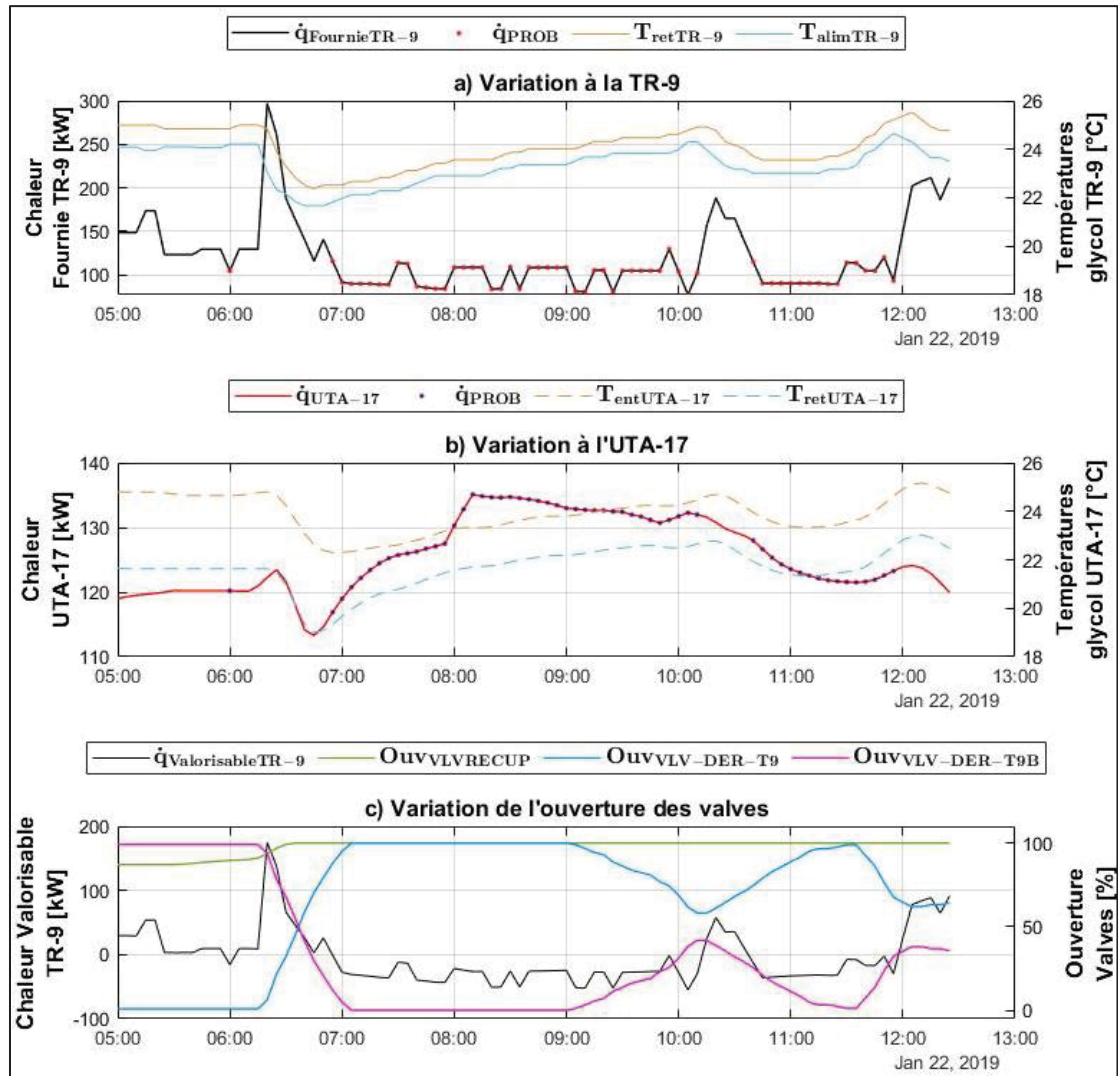 q̇FournieTR−9 q̇PROB TretTR−9 TalimTR−9
a) Variation à la TR-9
Chaleur
Fournie TR-9 [kW]
300
250
200
150
100
26
24
22
20
18
Températures
glycol TR-9 [°C]
05:00 06:00 07:00 08:00 09:00 10:00 11:00 12:00 13:00
Jan 22, 2019
q̇UTA−17 q̇PROB TentUTA−17 TretUTA−17
b) Variation à l'UTA-17
Chaleur
UTA-17 [kW]
140
130
120
110
26
24
22
20
18
Températures
glycol UTA-17 [°C]
05:00 06:00 07:00 08:00 09:00 10:00 11:00 12:00 13:00
Jan 22, 2019
q̇ValorisableTR−9 OuvVLVRECUP OuvVLV−DER−T9 OuvVLV−DER−T9B
c) Variation de l'ouverture des valves
Chaleur Valorisable
TR-9 [kW]
200
100
0
-100
100
50
0
Ouverture
Valves [%]
05:00 06:00 07:00 08:00 09:00 10:00 11:00 12:00 13:00
Jan 22, 2019